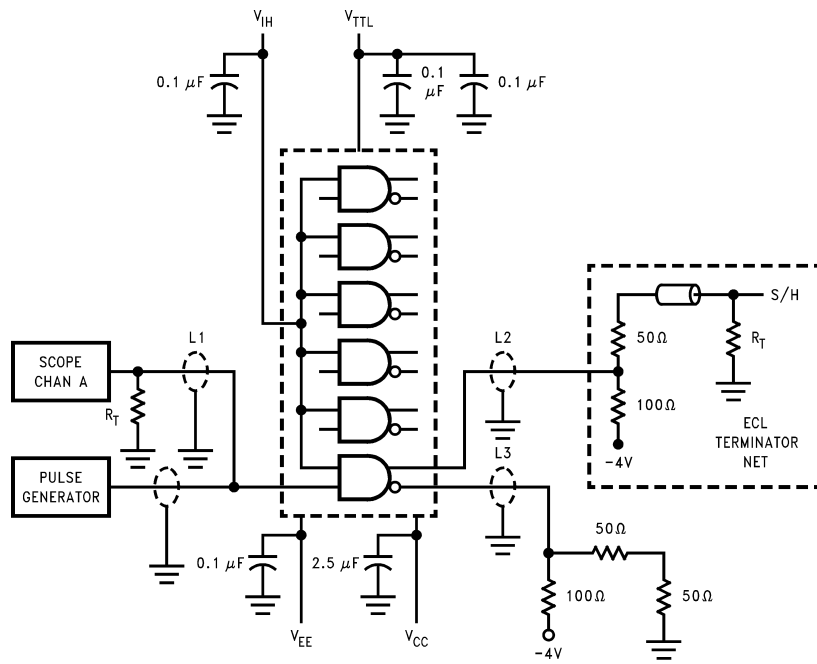 V_IH
V_TTL
0.1 μF
0.1
μF
0.1 μF
L1
L2
50Ω
S/H
R_T
SCOPE
CHAN A
R_T
100Ω
-4V
ECL
TERMINATOR
NET
L3
PULSE
GENERATOR
50Ω
0.1 μF
2.5 μF
100Ω
50Ω
V_EE
V_CC
-4V